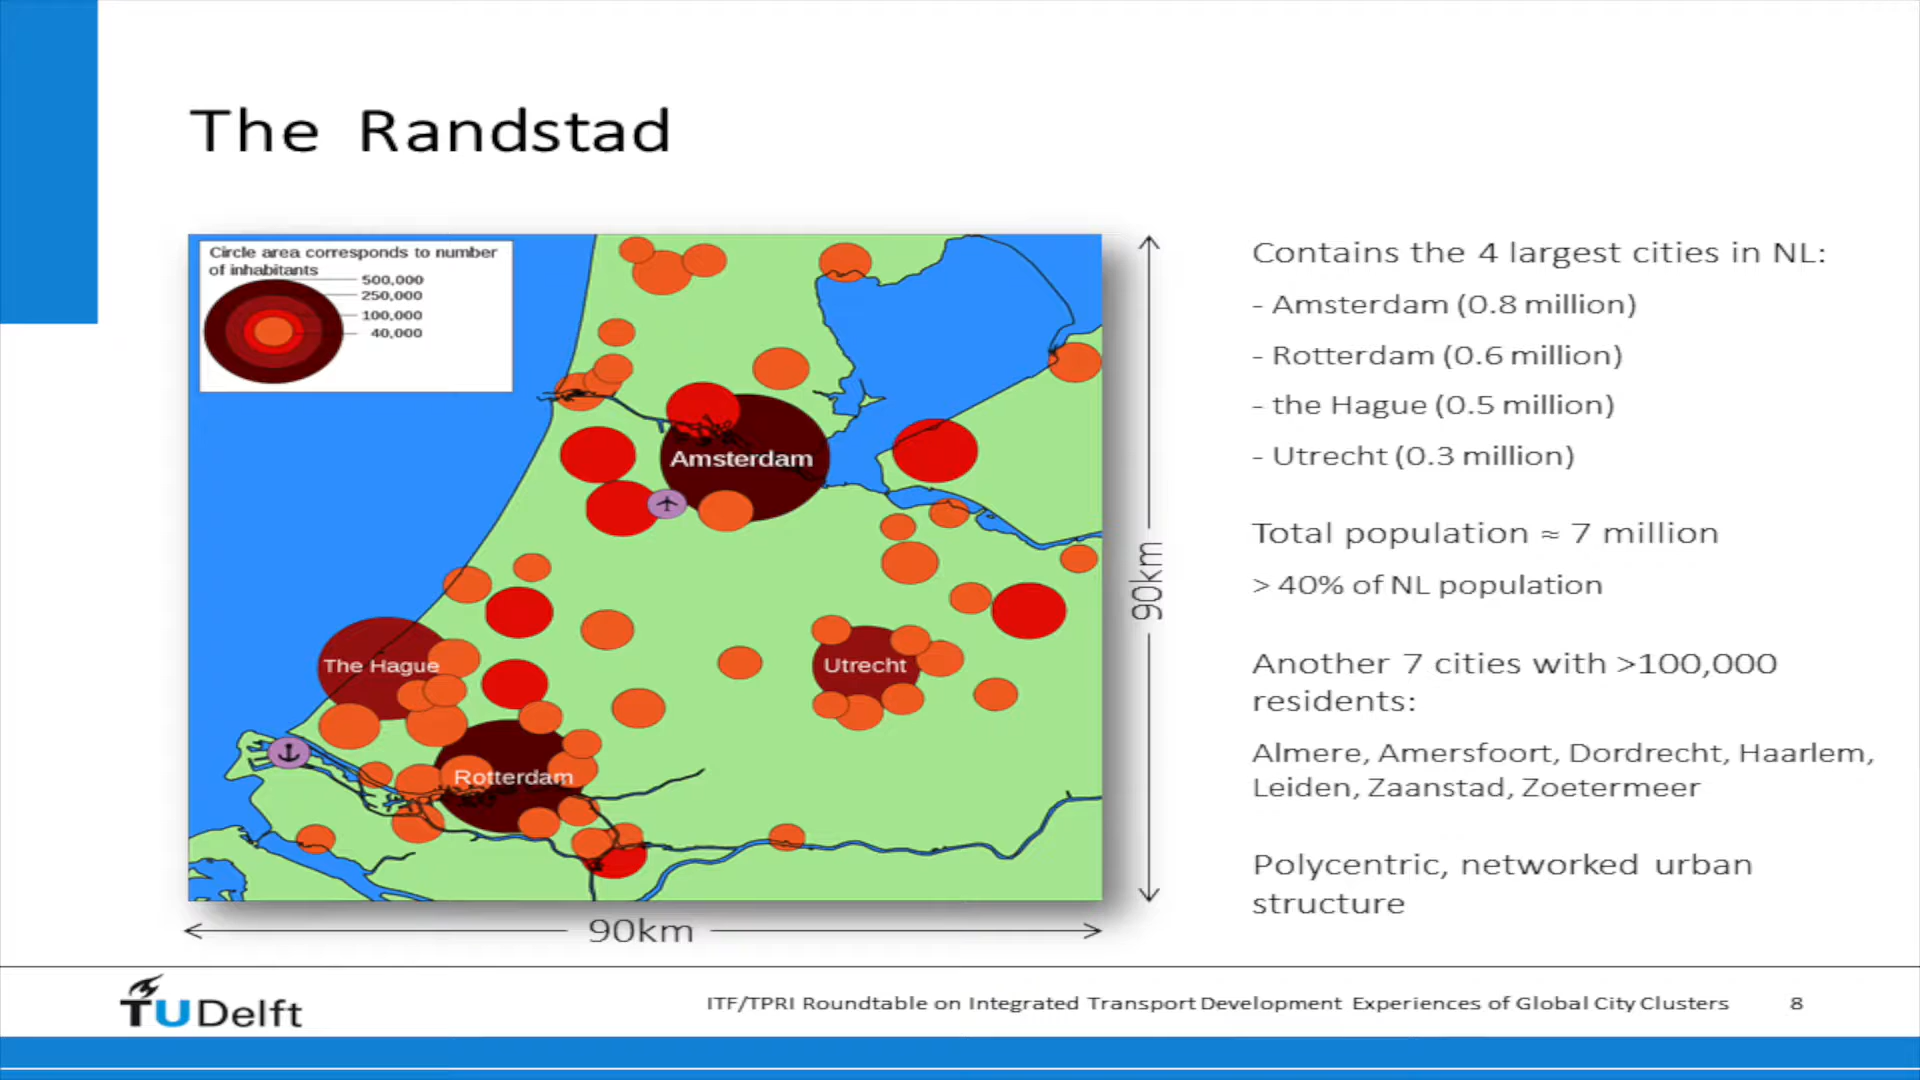 The Randstad
Circle area corresponds to number
of inhabitants
500,000
250,000
100,000
40,000
Amsterdam
The Hague
Utrecht
Rotterdam
90km
90km
Contains the 4 largest cities in NL:
- Amsterdam (0.8 million)
- Rotterdam (0.6 million)
- the Hague (0.5 million)
- Utrecht (0.3 million)
Total population ≈ 7 million
> 40% of NL population
Another 7 cities with >100,000
residents:
Almere, Amersfoort, Dordrecht, Haarlem,
Leiden, Zaanstad, Zoetermeer
Polycentric, networked urban
structure
TU Delft
ITF/TPRI Roundtable on Integrated Transport Development Experiences of Global City Clusters
8